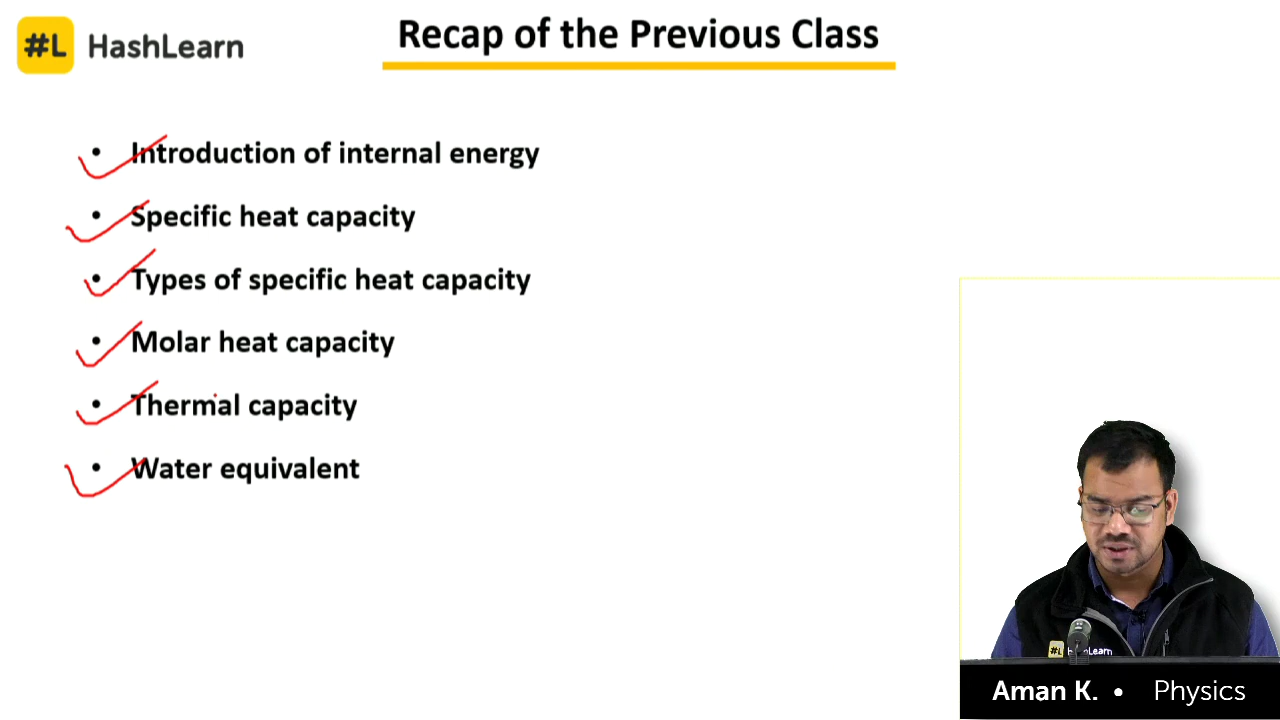 #L HashLearn
Recap of the Previous Class
• Introduction of internal energy
• Specific heat capacity
• Types of specific heat capacity
• Molar heat capacity
• Thermal capacity
• Water equivalent
#L HashLearn
Aman K. • Physics